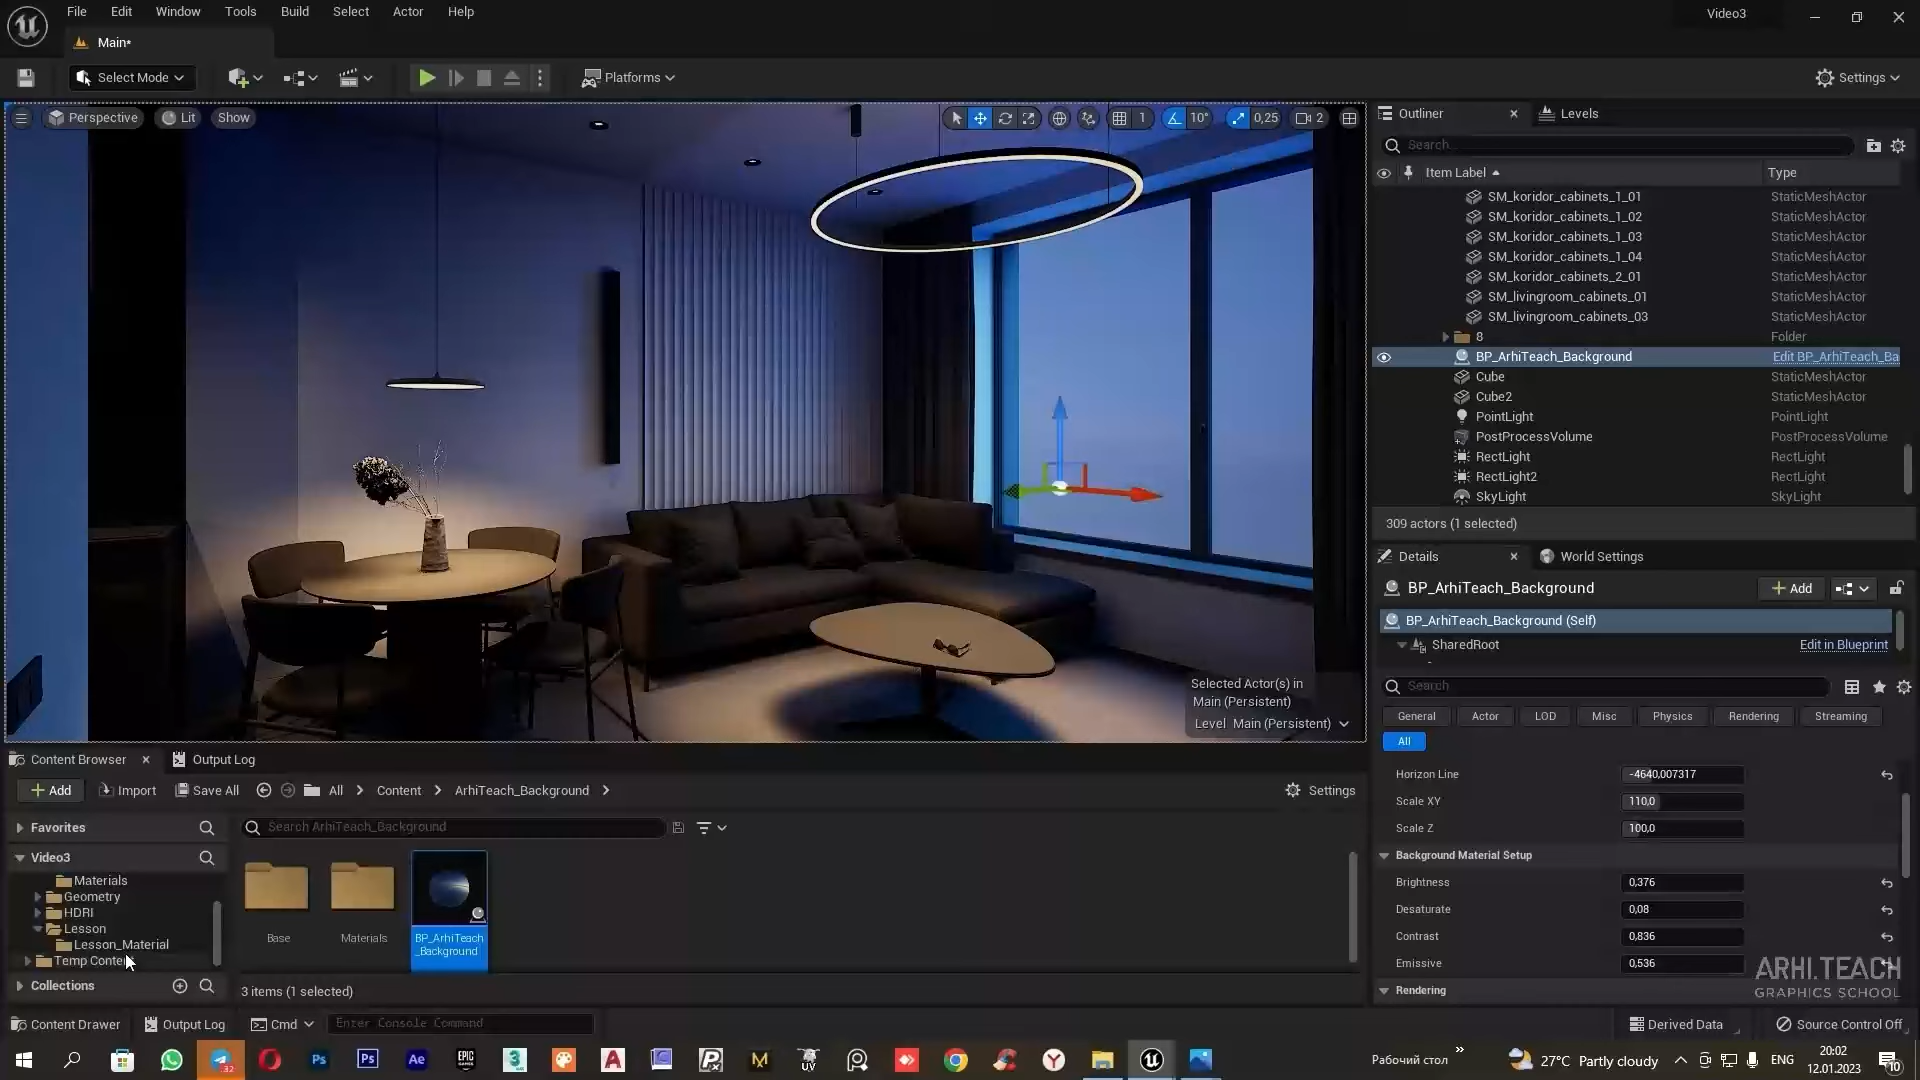 File Edit Window Tools Build Select Actor Help Video3
Main*
Select Mode Platforms Settings
Perspective Lit Show 1 10° 0,25 2
Selected Actor(s) in
Main (Persistent)
Level Main (Persistent)
Outliner Levels
Search...
Item Label Type
SM_koridor_cabinets_1_01 StaticMeshActor
SM_koridor_cabinets_1_02 StaticMeshActor
SM_koridor_cabinets_1_03 StaticMeshActor
SM_koridor_cabinets_1_04 StaticMeshActor
SM_koridor_cabinets_2_01 StaticMeshActor
SM_livingroom_cabinets_01 StaticMeshActor
SM_livingroom_cabinets_03 StaticMeshActor
8 Folder
BP_ArhiTeach_Background Edit BP_ArhiTeach_Ba
Cube StaticMeshActor
Cube2 StaticMeshActor
PointLight PointLight
PostProcessVolume PostProcessVolume
RectLight RectLight
RectLight2 RectLight
SkyLight SkyLight
309 actors (1 selected)
Details World Settings
BP_ArhiTeach_Background Add
BP_ArhiTeach_Background (Self)
SharedRoot Edit in Blueprint
Search
General Actor LOD Misc Physics Rendering Streaming
All
Horizon Line -4640,007317
Scale XY 110,0
Scale Z 100,0
Background Material Setup
Brightness 0,376
Desaturate 0,08
Contrast 0,836
Emissive 0,536
Rendering
ARHI.TEACH
GRAPHICS SCHOOL
Content Browser Output Log
Add Import Save All All Content ArhiTeach_Background Settings
Favorites
Video3
Materials
Geometry
HDRI
Lesson
Lesson_Material
Temp Conte
Collections
Search ArhiTeach_Background
Base
Materials
BP_ArhiTeach
_Background
3 items (1 selected)
Content Drawer Output Log Cmd Enter Console Command Derived Data Source Control Off
Рабочий стол 27°C Partly cloudy ENG 20:02
12.01.2023